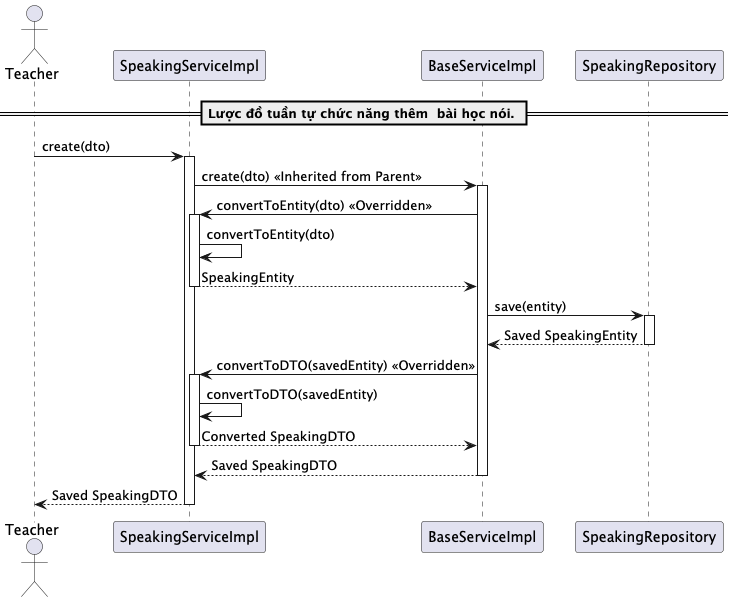 Teacher
SpeakingServiceImpl
BaseServiceImpl
SpeakingRepository
Lược đồ tuần tự chức năng thêm  bài học nói.
create(dto)
create(dto) «Inherited from Parent»
convertToEntity(dto) «Overridden»
convertToEntity(dto)
SpeakingEntity
save(entity)
Saved SpeakingEntity
convertToDTO(savedEntity) «Overridden»
convertToDTO(savedEntity)
Converted SpeakingDTO
Saved SpeakingDTO
Saved SpeakingDTO
Teacher
SpeakingServiceImpl
BaseServiceImpl
SpeakingRepository